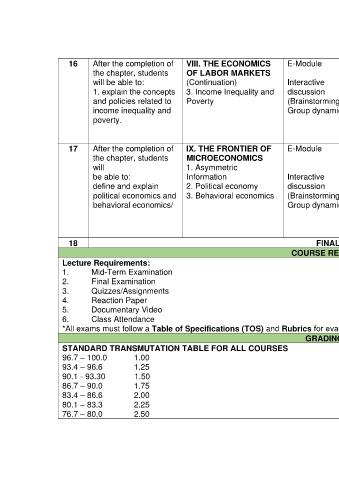 16
After the completion of
the chapter, students
will be able to:
1. explain the concepts
and policies related to
income inequality and
poverty.
VIII. THE ECONOMICS
OF LABOR MARKETS
(Continuation)
3. Income Inequality and
Poverty
E-Module
Interactive
discussion
(Brainstorming
Group dynami
17
After the completion of
the chapter, students
will
be able to:
define and explain
political economics and
behavioral economics/
IX. THE FRONTIER OF
MICROECONOMICS
1. Asymmetric
Information
2. Political economy
3. Behavioral economics
E-Module
Interactive
discussion
(Brainstorming
Group dynami
18 FINAL
COURSE RE
Lecture Requirements:
1. Mid-Term Examination
2. Final Examination
3. Quizzes/Assignments
4. Reaction Paper
5. Documentary Video
6. Class Attendance
*All exams must follow a Table of Specifications (TOS) and Rubrics for eva
GRADING
STANDARD TRANSMUTATION TABLE FOR ALL COURSES
96.7 – 100.0 1.00
93.4 – 96.6 1.25
90.1 - 93.30 1.50
86.7 – 90.0 1.75
83.4 – 86.6 2.00
80.1 – 83.3 2.25
76.7 – 80.0 2.50